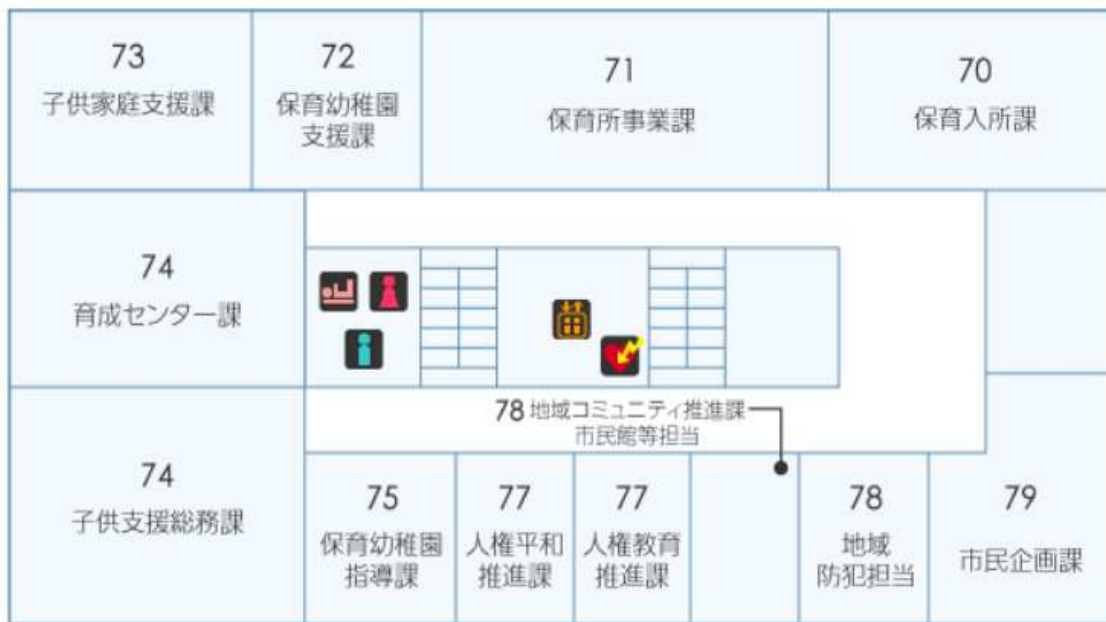 73
子供家庭支援課
72
保育幼稚園
支援課
71
保育所事業課
70
保育入所課
74
育成センター課
78 地域コミュニティ推進課
市民館等担当
74
子供支援総務課
75
保育幼稚園
指導課
77
人権平和
推進課
77
人権教育
推進課
78
地域
防犯担当
79
市民企画課